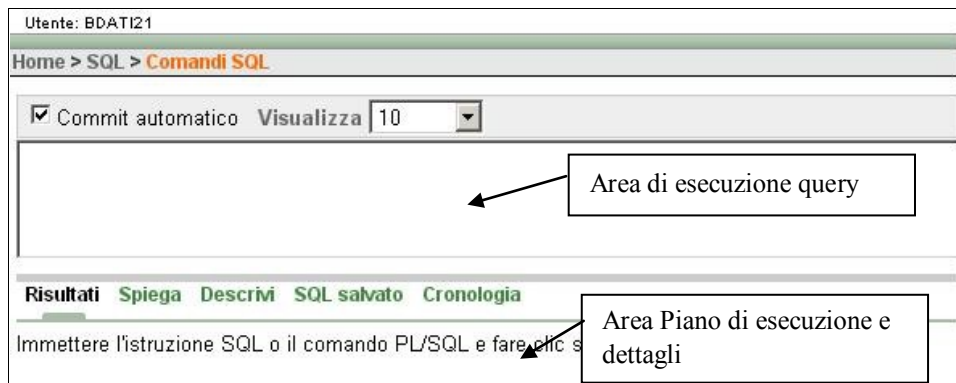 Utente: BDATI21
Home > SQL > Comandi SQL
Commit automatico Visualizza 10
Area di esecuzione query
Risultati Spiega Descrivi SQL salvato Cronologia
Area Piano di esecuzione e
dettagli
Immettere l'istruzione SQL o il comando PL/SQL e fare clic s